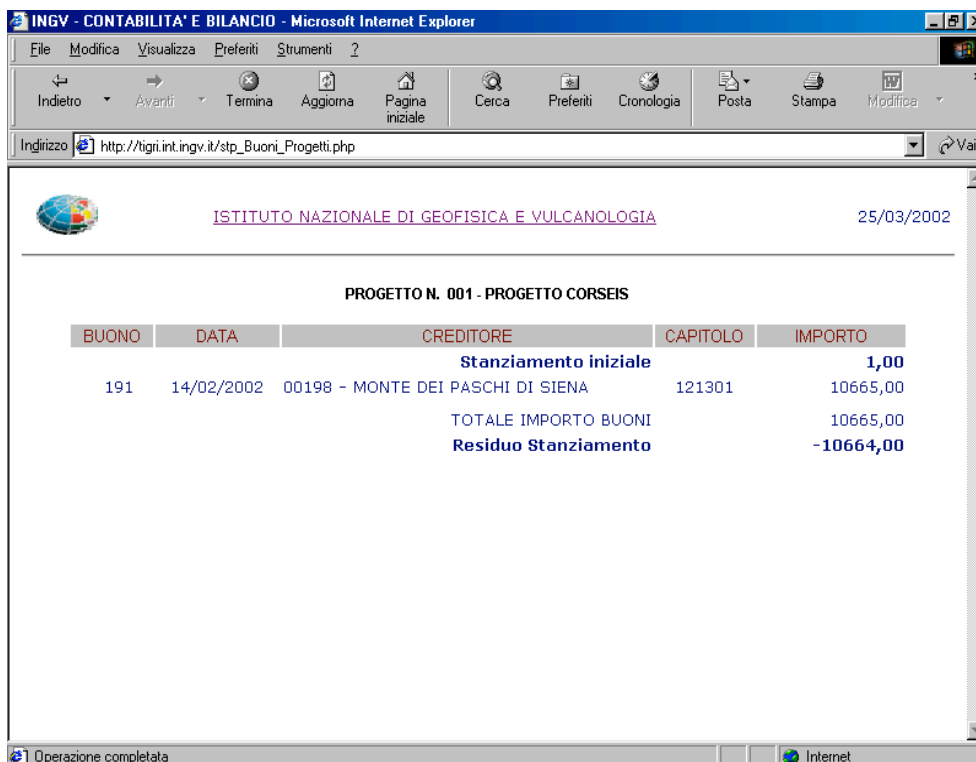 INGV - CONTABILITA' E BILANCIO - Microsoft Internet Explorer
File Modifica Visualizza Preferiti Strumenti ?
Indietro Avanti Termina Aggiorna Pagina iniziale Cerca Preferiti Cronologia Posta Stampa Modifica
Indirizzo http://tigri.int.ingv.it/stp_Buoni_Progetti.php Vai
ISTITUTO NAZIONALE DI GEOFISICA E VULCANOLOGIA 25/03/2002
PROGETTO N. 001 - PROGETTO CORSEIS
BUONO DATA CREDITORE CAPITOLO IMPORTO
Stanziamento iniziale 1,00
191 14/02/2002 00198 - MONTE DEI PASCHI DI SIENA 121301 10665,00
TOTALE IMPORTO BUONI 10665,00
Residuo Stanziamento -10664,00
Operazione completata Internet